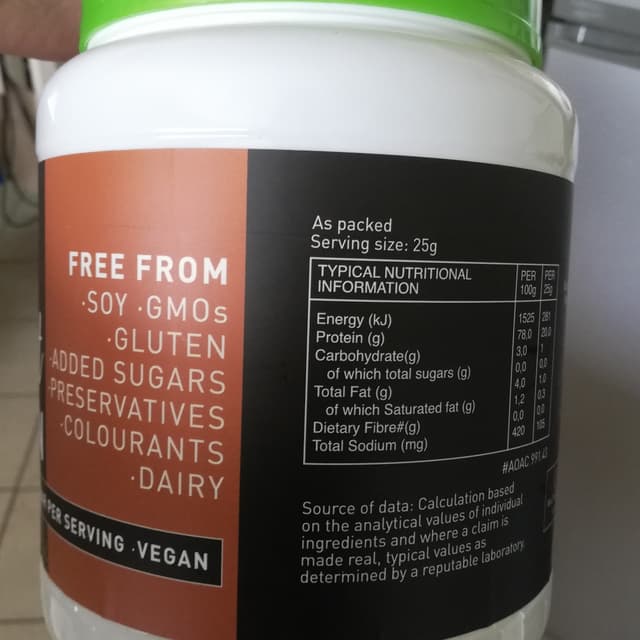 FREE FROM
·SOY ·GMOs
·GLUTEN
·ADDED SUGARS
·PRESERVATIVES
·COLOURANTS
·DAIRY
PER SERVING ·VEGAN
As packed
Serving size: 25g
TYPICAL NUTRITIONAL INFORMATION PER 100g PER 25g
Energy (kJ) 1525 281
Protein (g) 78,0 20,0
Carbohydrate(g) 3,0 1
of which total sugars (g) 0,0 0,0
Total Fat (g) 4,0 1,0
of which Saturated fat (g) 1,2 0,3
Dietary Fibre#(g) 0,0 0,0
Total Sodium (mg) 420 105
#AOAC 991.43
Source of data: Calculation based
on the analytical values of individual
ingredients and where a claim is
made real, typical values as
determined by a reputable laboratory